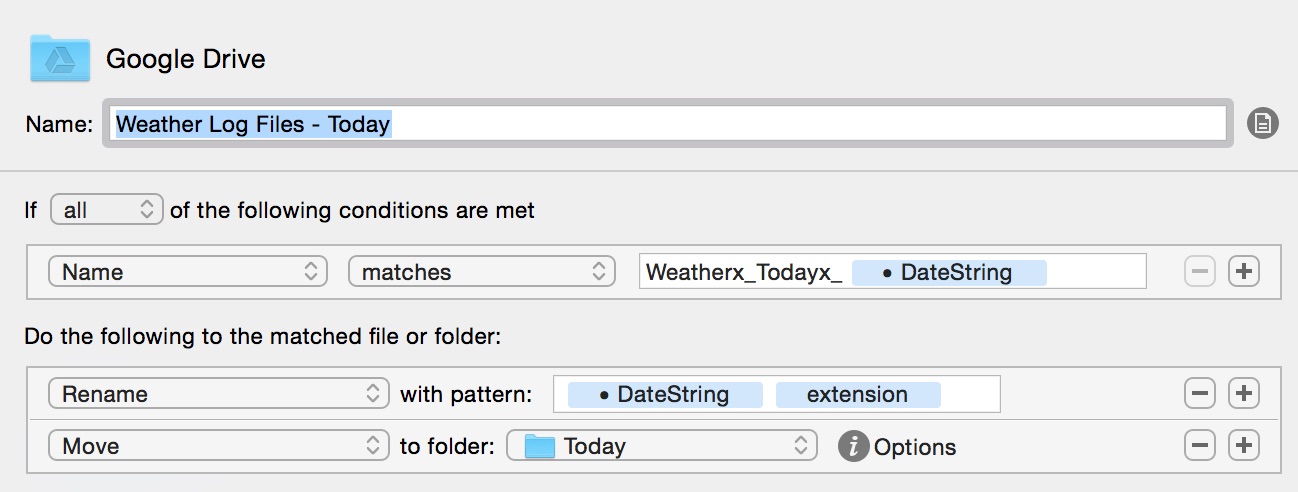 Google Drive
Name: Weather Log Files - Today
If all of the following conditions are met
Name matches Weatherx_Todayx_ • DateString
Do the following to the matched file or folder:
Rename with pattern: • DateString extension
Move to folder: Today i Options